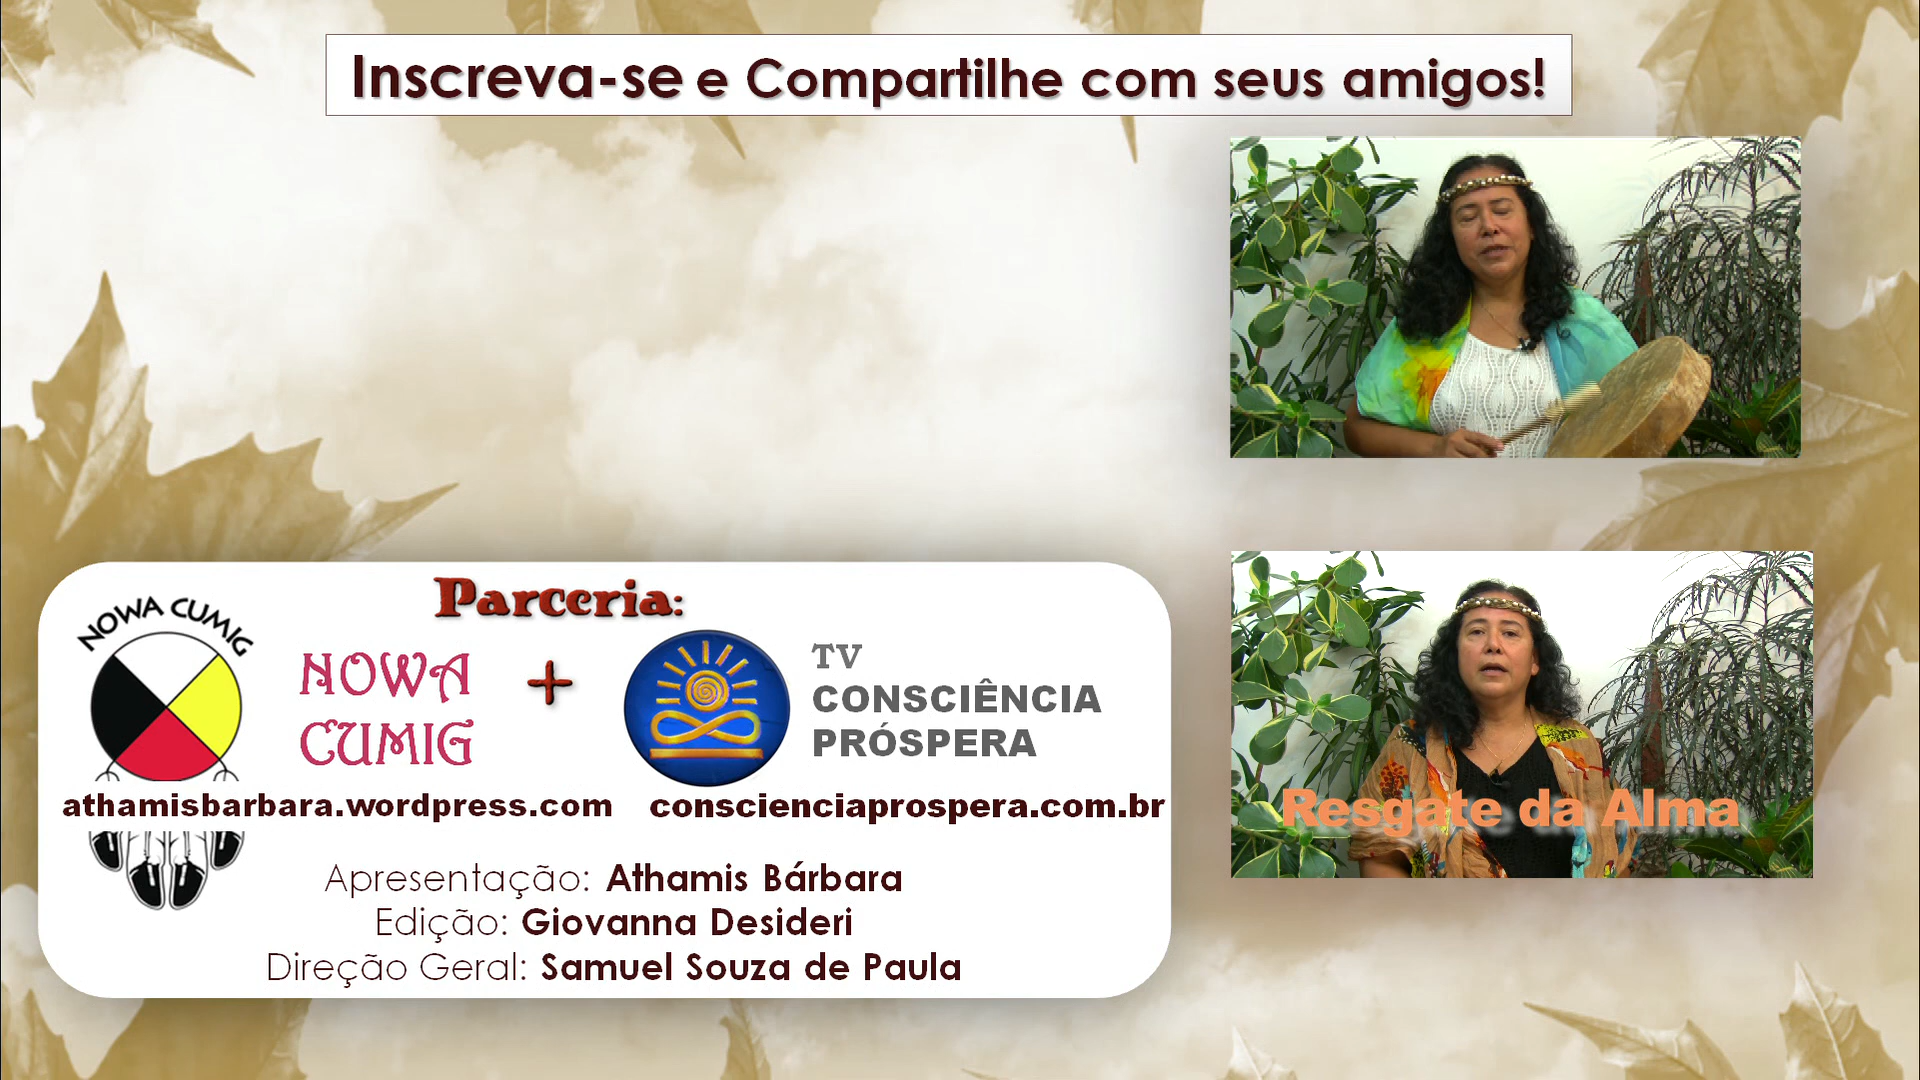 Inscreva-se e Compartilhe com seus amigos!
Parceria:
NOWA CUMIG
NOWA
CUMIG
+
TV
CONSCIÊNCIA
PRÓSPERA
athamisbarbara.wordpress.com
conscienciaprospera.com.br
Apresentação: Athamis Bárbara
Edição: Giovanna Desideri
Direção Geral: Samuel Souza de Paula
Resgate da Alma